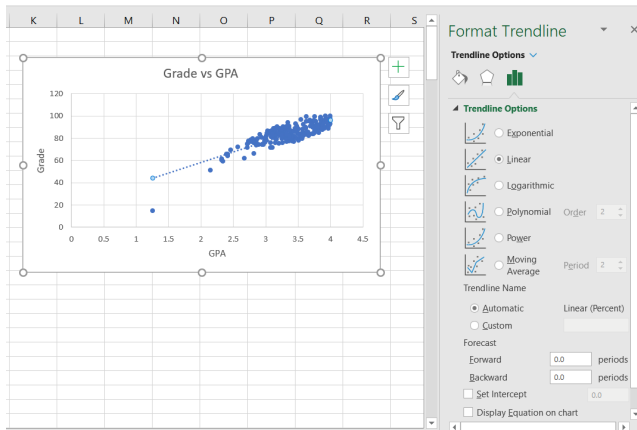 K L M N O P Q R S
Format Trendline
Trendline Options
Trendline Options
Grade vs GPA
120
100
80
60
40
20
0
Grade
0 0.5 1 1.5 2 2.5 3 3.5 4 4.5
GPA
Exponential
Linear
Logarithmic
Polynomial Order 2
Power
Moving
Average Period 2
Trendline Name
Automatic Linear (Percent)
Custom
Forecast
Forward 0.0 periods
Backward 0.0 periods
Set Intercept 0.0
Display Equation on chart